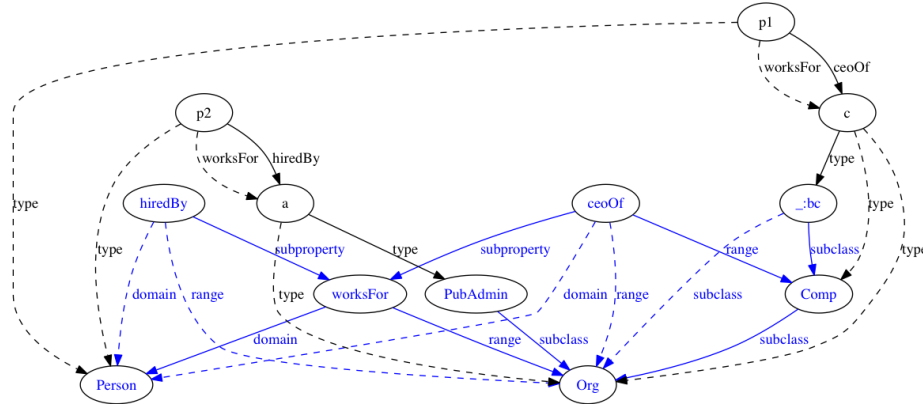 p1
worksFor ceoOf
p2 c
worksFor hiredBy type
type hiredBy a ceoOf _:bc type
type subproperty type subproperty range subclass type
worksFor PubAdmin Comp
domain range type domain range subclass
domain range subclass subclass
Person Org